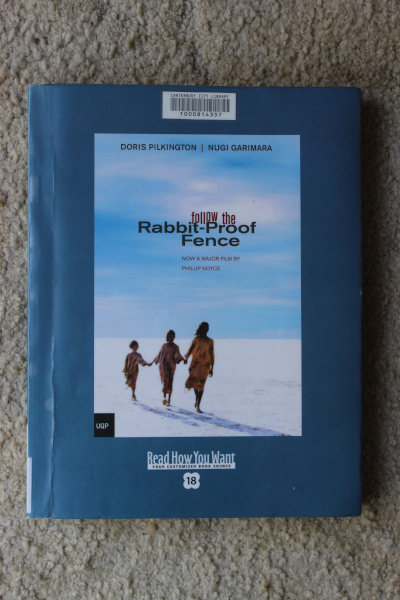 CANTERBURY CITY LIBRARY
1000814357
DORIS PILKINGTON | NUGI GARIMARA
follow the
Rabbit-Proof
Fence
NOW A MAJOR FILM BY
PHILLIP NOYCE
UQP
Read How You Want
YOUR CUSTOMIZED BOOK SOURCE
18